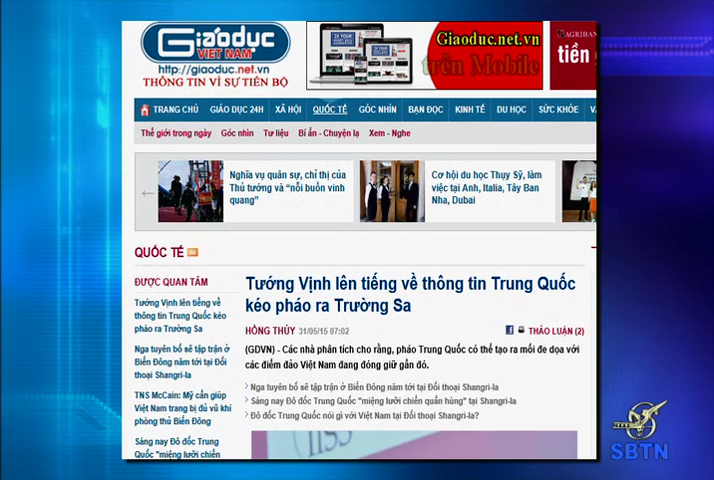 Giáodục
VIỆT NAM
http://giaoduc.net.vn
THÔNG TIN VÌ SỰ TIẾN BỘ
Giaoduc.net.vn
trên Mobile
AGRIBAN
tiền
TRANG CHỦ GIÁO DỤC 24H XÃ HỘI QUỐC TẾ GÓC NHÌN BẠN ĐỌC KINH TẾ DU HỌC SỨC KHỎE
Thế giới trong ngày Góc nhìn Tư liệu Bí ẩn - Chuyện lạ Xem - Nghe
Nghĩa vụ quân sự, chỉ thị của
Thủ tướng và “nỗi buồn vinh
quang”
Cơ hội du học Thụy Sỹ, làm
việc tại Anh, Italia, Tây Ban
Nha, Dubai
QUỐC TẾ
ĐƯỢC QUAN TÂM
Tướng Vịnh lên tiếng về
thông tin Trung Quốc kéo
pháo ra Trường Sa
Nga tuyên bố sẽ tập trận ở
Biển Đông năm tới tại Đối
thoại Shangri-la
TNS McCain: Mỹ cần giúp
Việt Nam trang bị đủ vũ khí
phòng thủ Biển Đông
Sáng nay Đô đốc Trung
Quốc "miệng lưỡi chiến
Tướng Vịnh lên tiếng về thông tin Trung Quốc
kéo pháo ra Trường Sa
HỒNG THỦY 31/05/15 07:02
THẢO LUẬN (2)
(GDVN) - Các nhà phân tích cho rằng, pháo Trung Quốc có thể tạo ra mối đe dọa với
các điểm đảo Việt Nam đang đóng giữ gần đó.
Nga tuyên bố sẽ tập trận ở Biển Đông năm tới tại Đối thoại Shangri-la
Sáng nay Đô đốc Trung Quốc "miệng lưỡi chiến quần hùng" tại Shangri-la
Đô đốc Trung Quốc nói gì với Việt Nam tại Đối thoại Shangri-la?
IISS
SBTN